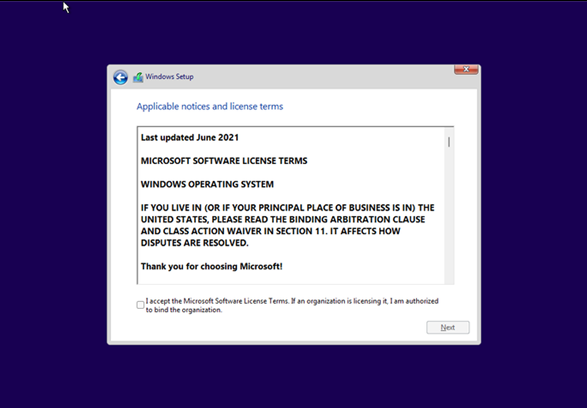 Windows Setup
Applicable notices and license terms
Last updated June 2021
MICROSOFT SOFTWARE LICENSE TERMS
WINDOWS OPERATING SYSTEM
IF YOU LIVE IN (OR IF YOUR PRINCIPAL PLACE OF BUSINESS IS IN) THE
UNITED STATES, PLEASE READ THE BINDING ARBITRATION CLAUSE
AND CLASS ACTION WAIVER IN SECTION 11. IT AFFECTS HOW
DISPUTES ARE RESOLVED.
Thank you for choosing Microsoft!
I accept the Microsoft Software License Terms. If an organization is licensing it, I am authorized
to bind the organization.
Next